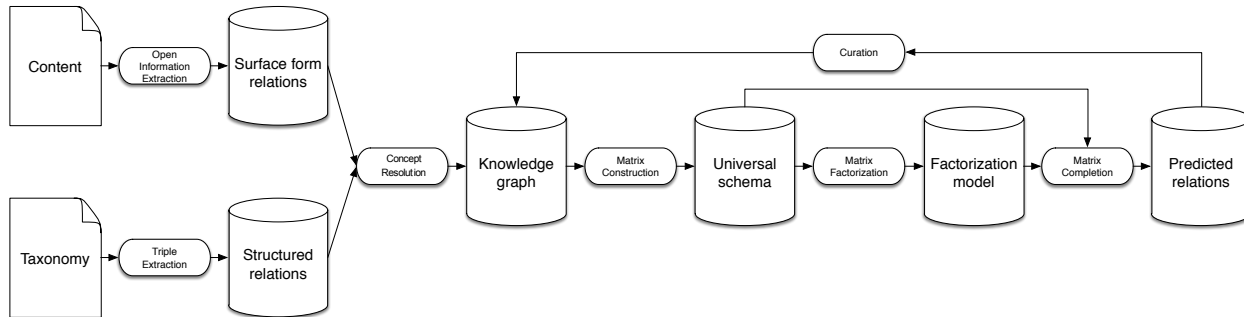 Content
Open
Information
Extraction
Surface form
relations
Curation
Concept
Resolution
Knowledge
graph
Matrix
Construction
Universal
schema
Matrix
Factorization
Factorization
model
Matrix
Completion
Predicted
relations
Taxonomy
Triple
Extraction
Structured
relations